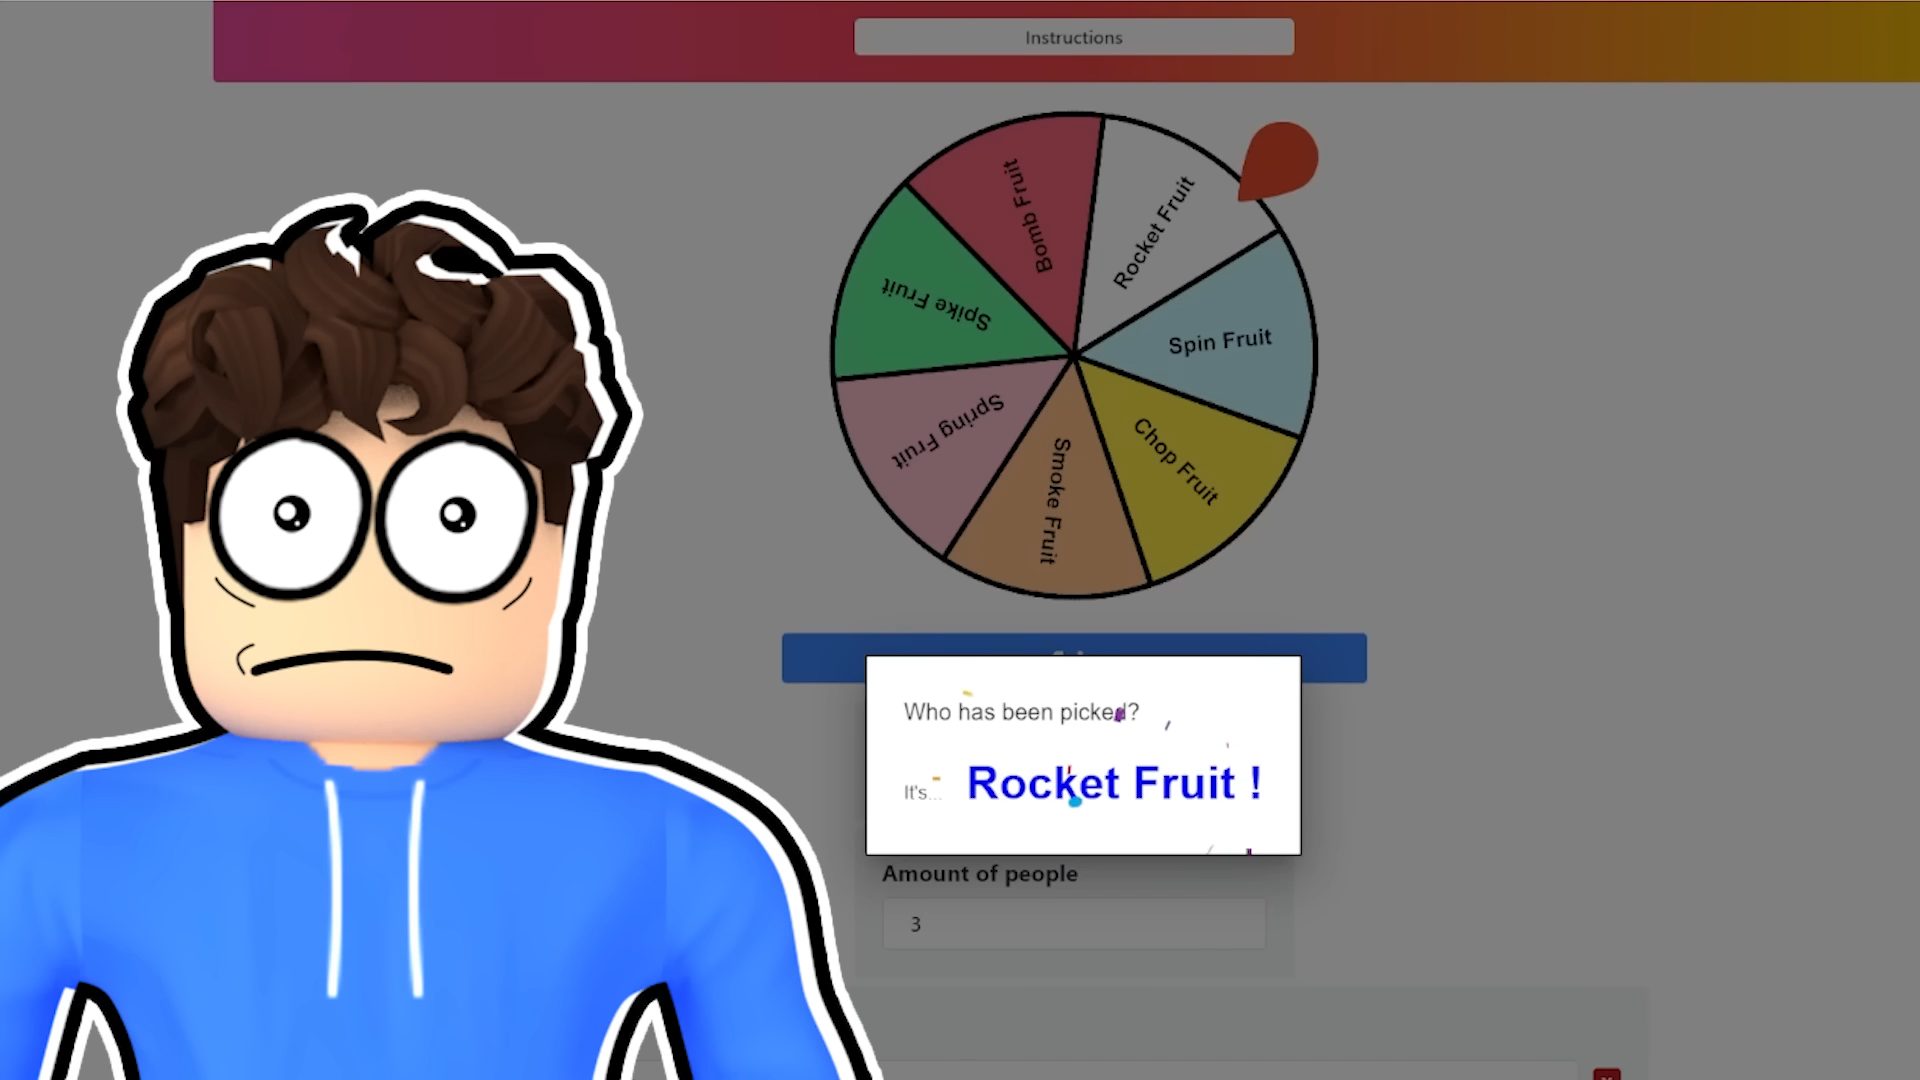 Instructions
Bomb Fruit
Rocket Fruit
Spike Fruit
Spin Fruit
Spring Fruit
Chop Fruit
Smoke Fruit
Who has been picked?
It's... Rocket Fruit !
Amount of people
3